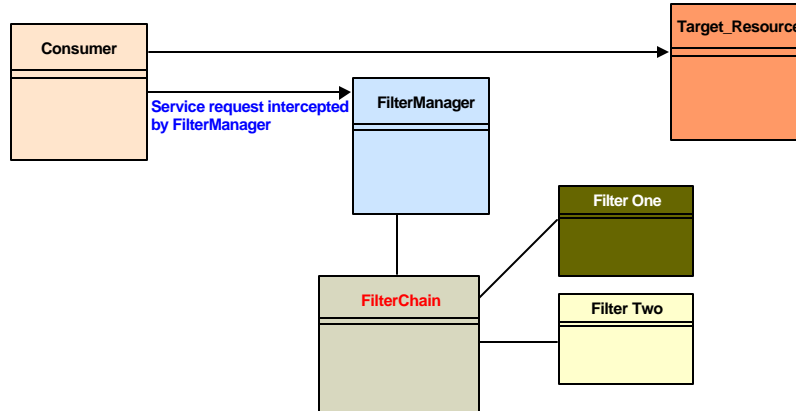 Consumer
Target_Resource
Service request intercepted
by FilterManager
FilterManager
Filter One
FilterChain
Filter Two